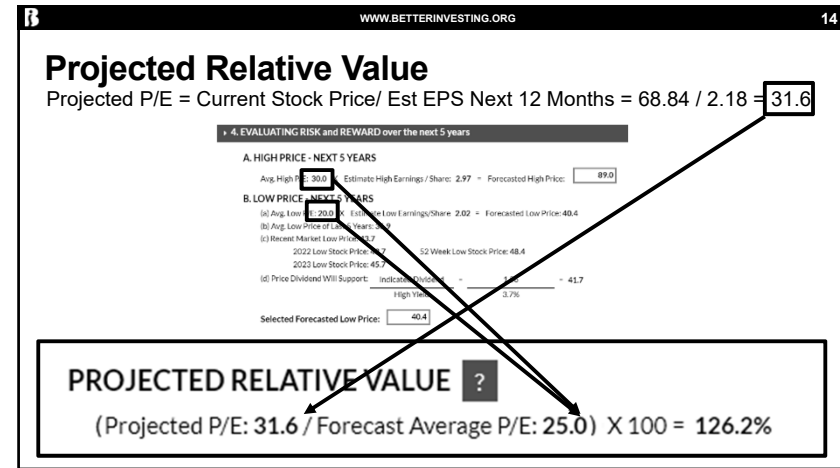 WWW.BETTERINVESTING.ORG 14
Projected Relative Value
Projected P/E = Current Stock Price/ Est EPS Next 12 Months = 68.84 / 2.18 = 31.6
4. EVALUATING RISK and REWARD over the next 5 years
A. HIGH PRICE - NEXT 5 YEARS
Avg. High P/E: 30.0 X Estimate High Earnings / Share: 2.97 = Forecasted High Price: 89.0
B. LOW PRICE - NEXT 5 YEARS
(a) Avg. Low P/E: 20.0 X Estimate Low Earnings/Share 2.02 = Forecasted Low Price: 40.4
(b) Avg. Low Price of Last 5 Years:
(c) Recent Market Low Price:
2022 Low Stock Price: 52 Week Low Stock Price: 48.4
2023 Low Stock Price: 45.7
(d) Price Dividend Will Support: Indicated Dividend = = 41.7
High Yield 3.7%
Selected Forecasted Low Price: 40.4
PROJECTED RELATIVE VALUE ?
(Projected P/E: 31.6 / Forecast Average P/E: 25.0) X 100 = 126.2%